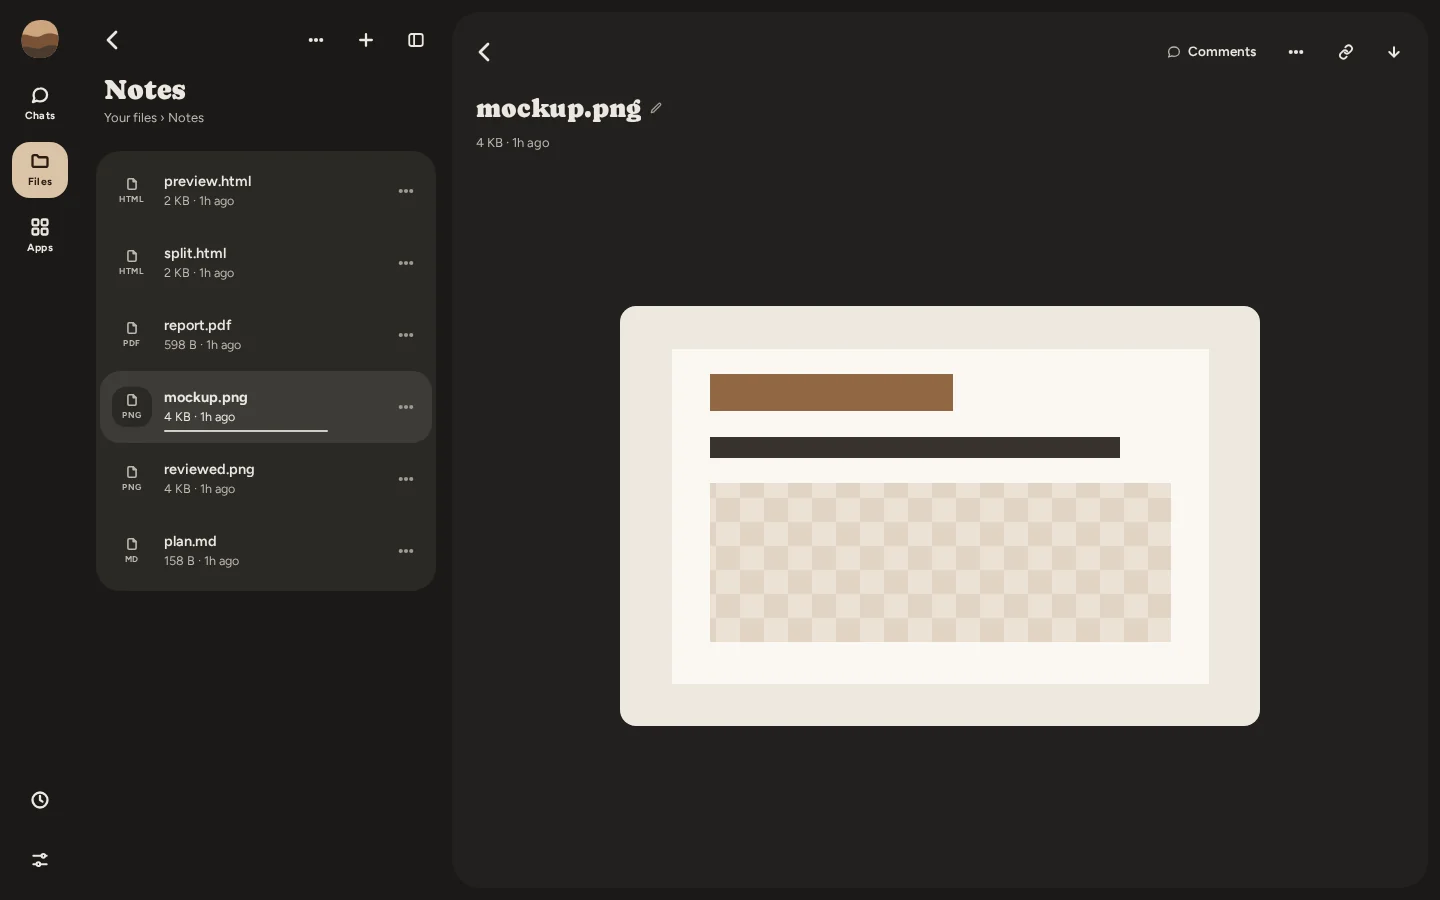 Chats
Files
Apps
Notes
Your files › Notes
HTML
preview.html
2 KB · 1h ago
HTML
split.html
2 KB · 1h ago
PDF
report.pdf
598 B · 1h ago
PNG
mockup.png
4 KB · 1h ago
PNG
reviewed.png
4 KB · 1h ago
MD
plan.md
158 B · 1h ago
Comments
mockup.png
4 KB · 1h ago